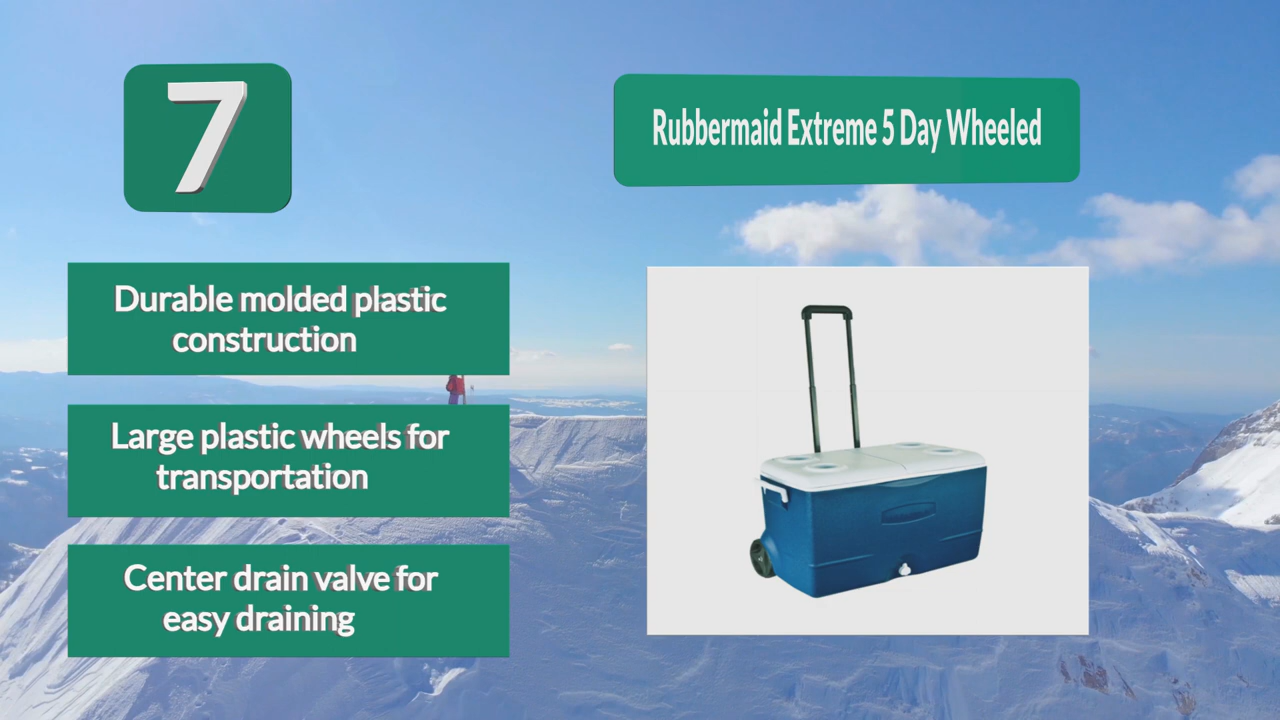 7
Rubbermaid Extreme 5 Day Wheeled
Durable molded plastic
construction
Large plastic wheels for
transportation
Center drain valve for
easy draining